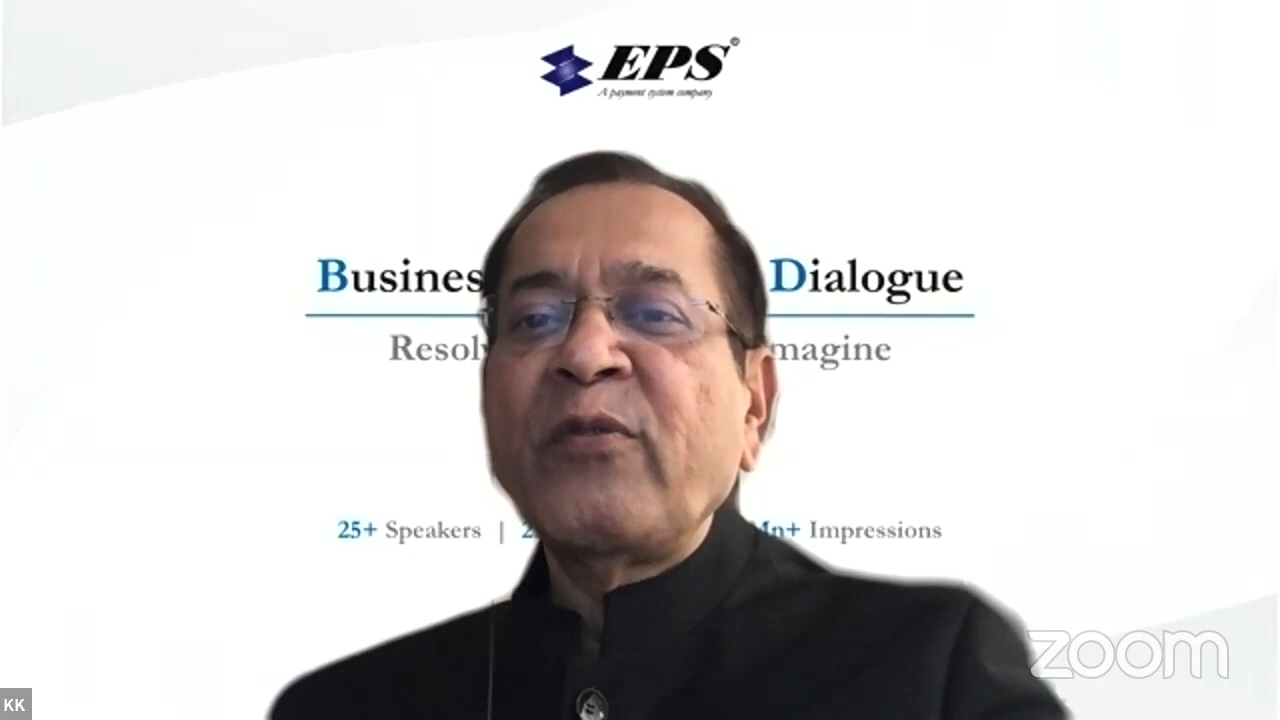 EPS®
A payment system company
Busines Dialogue
Resol magine
25+ Speakers | 2 Mn+ Impressions
zoom
KK